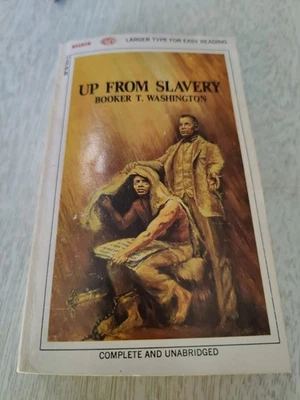 LARGER TYPE FOR EASY READING
UP FROM SLAVERY
BOOKER T. WASHINGTON
COMPLETE AND UNABRIDGED